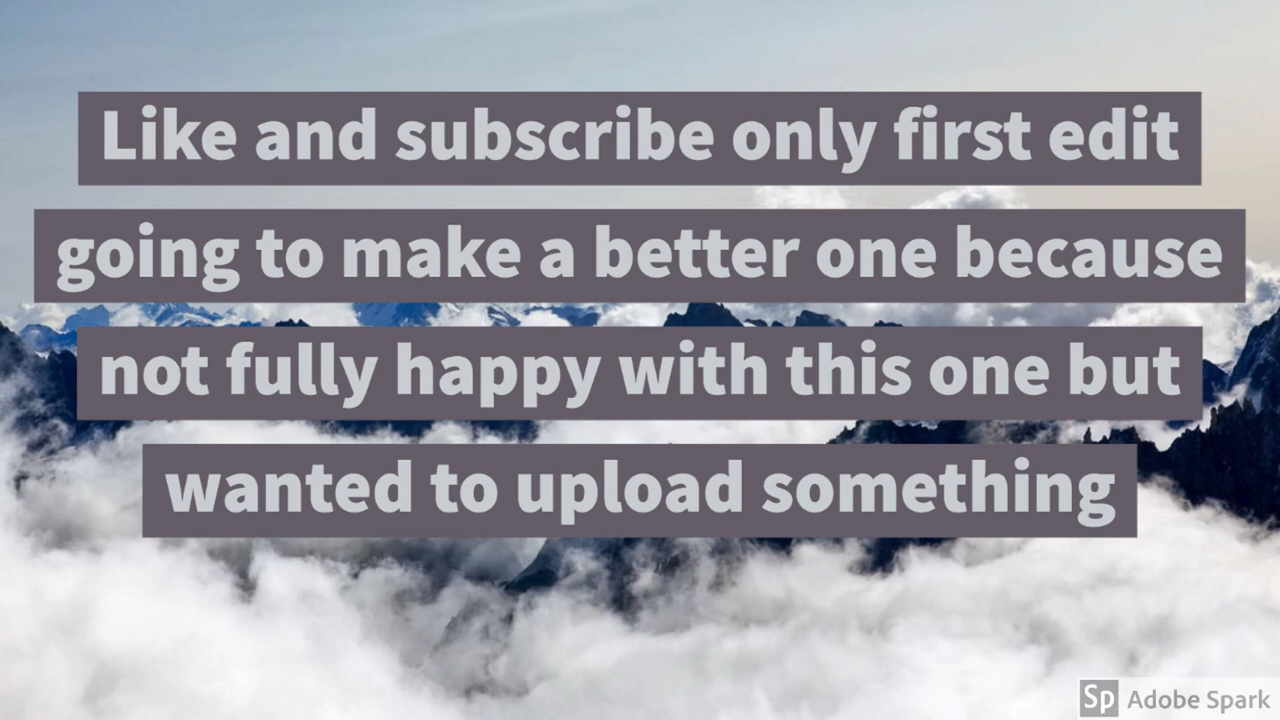 Like and subscribe only first edit
going to make a better one because
not fully happy with this one but
wanted to upload something
Sp Adobe Spark